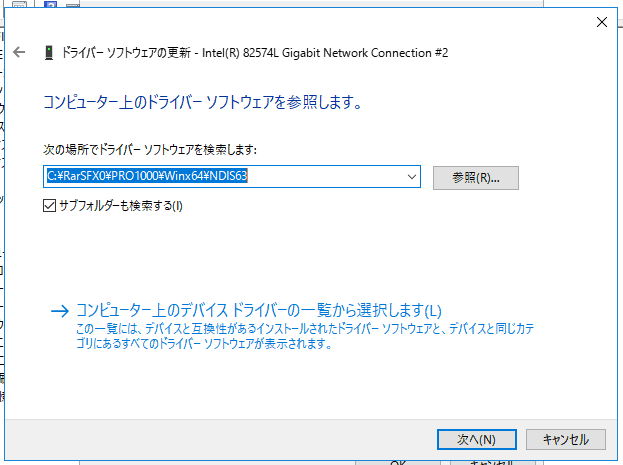 ドライバー ソフトウェアの更新 - Intel(R) 82574L Gigabit Network Connection #2
コンピューター上のドライバー ソフトウェアを参照します。
次の場所でドライバー ソフトウェアを検索します:
C:¥RarSFX0¥PRO1000¥Winx64¥NDIS63
参照(R)...
サブフォルダーも検索する(I)
コンピューター上のデバイス ドライバーの一覧から選択します(L)
この一覧には、デバイスと互換性があるインストールされたドライバー ソフトウェアと、デバイスと同じカテ
ゴリにあるすべてのドライバー ソフトウェアが表示されます。
次へ(N)
キャンセル